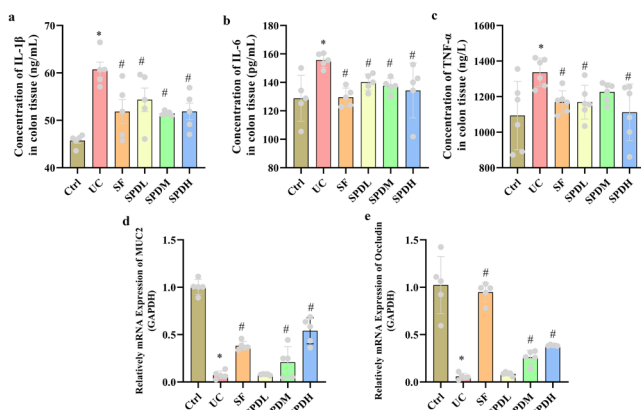 a
Concentration of IL-1β
in colon tissue (ng/mL)
80
70
60
50
40
*
#
#
#
#
Ctrl
UC
SF
SPDL
SPDM
SPDH
b
Concentration of IL-6
in colon tissue (pg/mL)
180
160
140
120
100
80
*
#
#
#
#
Ctrl
UC
SF
SPDL
SPDM
SPDH
c
Concentration of TNF-α
in colon tissue (ng/L)
1600
1400
1200
1000
800
*
#
#
#
Ctrl
UC
SF
SPDL
SPDM
SPDH
d
Relatively mRNA Expression of MUC2
(GAPDH)
1.5
1.0
0.5
0.0
*
#
#
#
Ctrl
UC
SF
SPDL
SPDM
SPDH
e
Relatively mRNA Expression of Occludin
(GAPDH)
1.5
1.0
0.5
0.0
*
#
#
#
Ctrl
UC
SF
SPDL
SPDM
SPDH